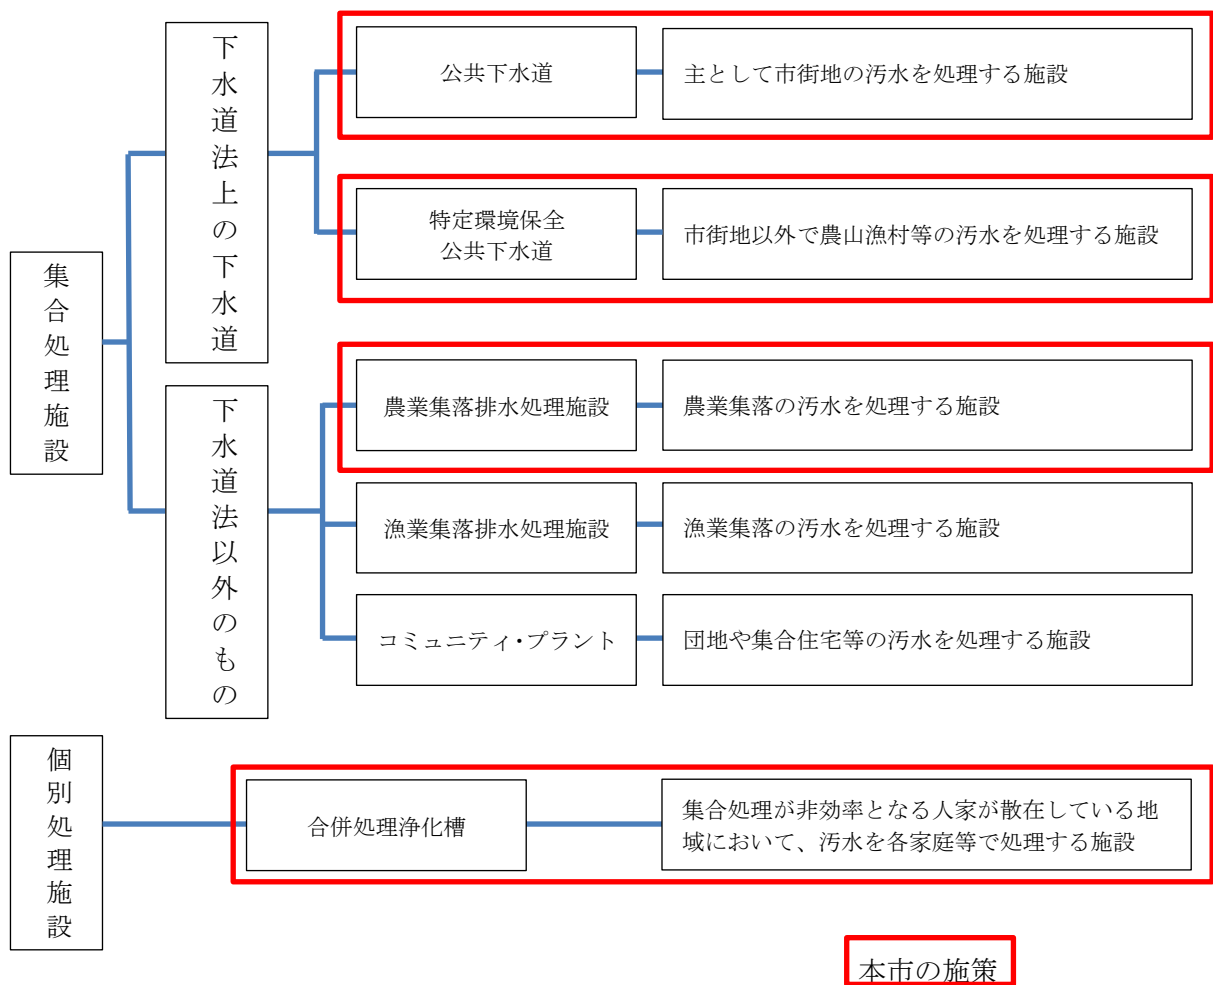 集合処理施設
下水道法上の下水道
公共下水道
主として市街地の汚水を処理する施設
特定環境保全
公共下水道
市街地以外で農山漁村等の汚水を処理する施設
下水道法以外のもの
農業集落排水処理施設
農業集落の汚水を処理する施設
漁業集落排水処理施設
漁業集落の汚水を処理する施設
コミュニティ・プラント
団地や集合住宅等の汚水を処理する施設
個別処理施設
合併処理浄化槽
集合処理が非効率となる人家が散在している地
域において、汚水を各家庭等で処理する施設
本市の施策